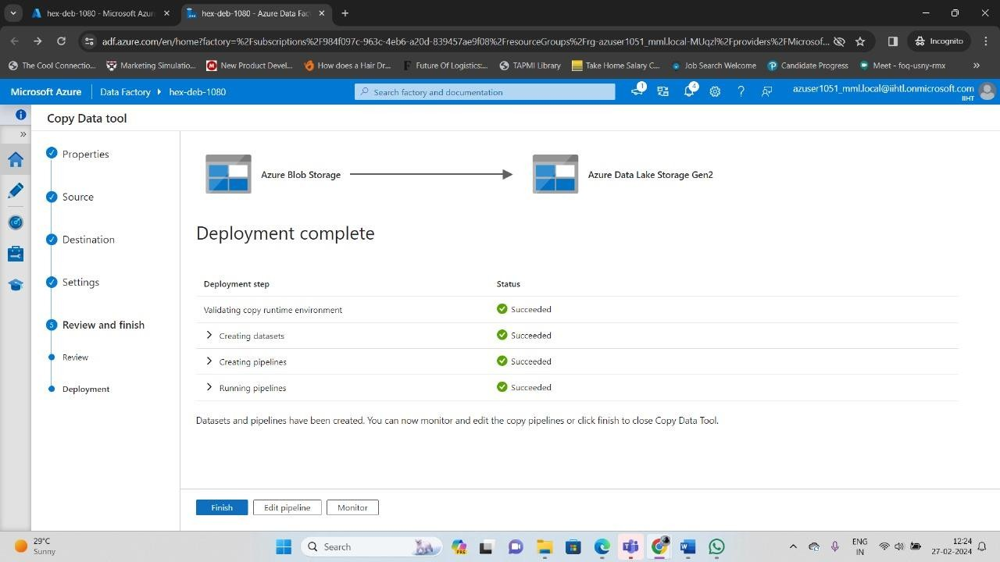 hex-deb-1080 - Microsoft Azur
hex-deb-1080 - Azure Data Fac
adf.azure.com/en/home?factory=%2Fsubscriptions%2F984f097c-963c-4eb6-a20d-839457ae9f08%2FresourceGroups%2Frg-azuser1051_mml.local-MUqzl%2Fproviders%2FMicrosof...
Incognito
The Cool Connectio...
Marketing Simulatio...
New Product Devel...
How does a Hair Dr...
Future Of Logistics:...
TAPMI Library
Take Home Salary C...
Job Search Welcome
Candidate Progress
Meet - foq-usny-rmx
Microsoft Azure
Data Factory
hex-deb-1080
Search factory and documentation
1
4
azuser1051_mml.local@iihtl.onmicrosoft.com
IIHT
Copy Data tool
Properties
Source
Destination
Settings
5 Review and finish
Review
Deployment
Azure Blob Storage
Azure Data Lake Storage Gen2
Deployment complete
Deployment step Status
Validating copy runtime environment Succeeded
Creating datasets Succeeded
Creating pipelines Succeeded
Running pipelines Succeeded
Datasets and pipelines have been created. You can now monitor and edit the copy pipelines or click finish to close Copy Data Tool.
Finish
Edit pipeline
Monitor
29°C
Sunny
Search
PRE
ENG
IN
12:24
27-02-2024